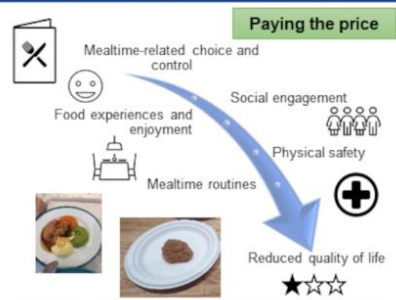 Paying the price
Mealtime-related choice and
control
Social engagement
Food experiences and
enjoyment
Physical safety
Mealtime routines
Reduced quality of life